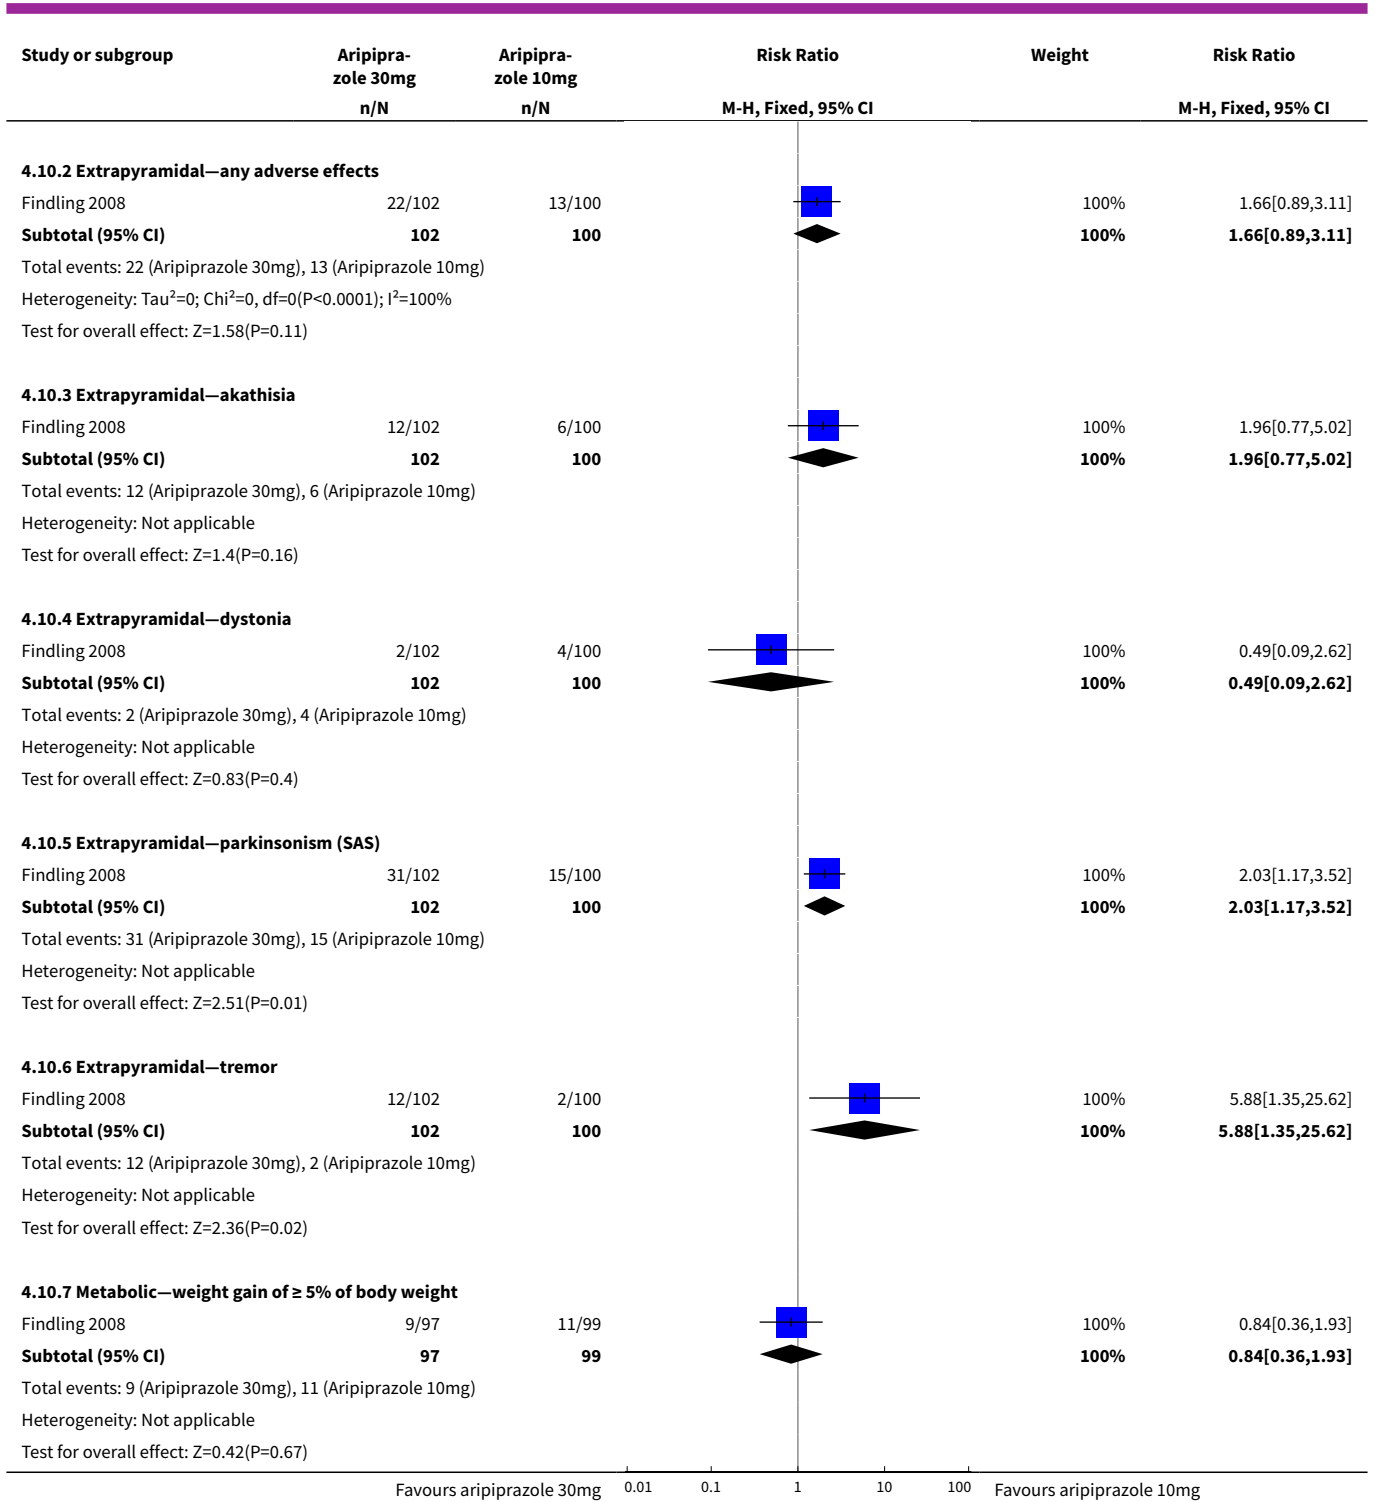 Study or subgroup Aripipra- Aripipra- Risk Ratio Weight Risk Ratio
zole 30mg zole 10mg
n/N n/N M-H, Fixed, 95% CI M-H, Fixed, 95% CI
4.10.2 Extrapyramidal—any adverse effects
Findling 2008 22/102 13/100 100% 1.66[0.89,3.11]
Subtotal (95% CI) 102 100 100% 1.66[0.89,3.11]
Total events: 22 (Aripiprazole 30mg), 13 (Aripiprazole 10mg)
Heterogeneity: Tau²=0; Chi²=0, df=0(P<0.0001); I²=100%
Test for overall effect: Z=1.58(P=0.11)
4.10.3 Extrapyramidal—akathisia
Findling 2008 12/102 6/100 100% 1.96[0.77,5.02]
Subtotal (95% CI) 102 100 100% 1.96[0.77,5.02]
Total events: 12 (Aripiprazole 30mg), 6 (Aripiprazole 10mg)
Heterogeneity: Not applicable
Test for overall effect: Z=1.4(P=0.16)
4.10.4 Extrapyramidal—dystonia
Findling 2008 2/102 4/100 100% 0.49[0.09,2.62]
Subtotal (95% CI) 102 100 100% 0.49[0.09,2.62]
Total events: 2 (Aripiprazole 30mg), 4 (Aripiprazole 10mg)
Heterogeneity: Not applicable
Test for overall effect: Z=0.83(P=0.4)
4.10.5 Extrapyramidal—parkinsonism (SAS)
Findling 2008 31/102 15/100 100% 2.03[1.17,3.52]
Subtotal (95% CI) 102 100 100% 2.03[1.17,3.52]
Total events: 31 (Aripiprazole 30mg), 15 (Aripiprazole 10mg)
Heterogeneity: Not applicable
Test for overall effect: Z=2.51(P=0.01)
4.10.6 Extrapyramidal—tremor
Findling 2008 12/102 2/100 100% 5.88[1.35,25.62]
Subtotal (95% CI) 102 100 100% 5.88[1.35,25.62]
Total events: 12 (Aripiprazole 30mg), 2 (Aripiprazole 10mg)
Heterogeneity: Not applicable
Test for overall effect: Z=2.36(P=0.02)
4.10.7 Metabolic—weight gain of ≥ 5% of body weight
Findling 2008 9/97 11/99 100% 0.84[0.36,1.93]
Subtotal (95% CI) 97 99 100% 0.84[0.36,1.93]
Total events: 9 (Aripiprazole 30mg), 11 (Aripiprazole 10mg)
Heterogeneity: Not applicable
Test for overall effect: Z=0.42(P=0.67)
Favours aripiprazole 30mg 0.01 0.1 1 10 100 Favours aripiprazole 10mg